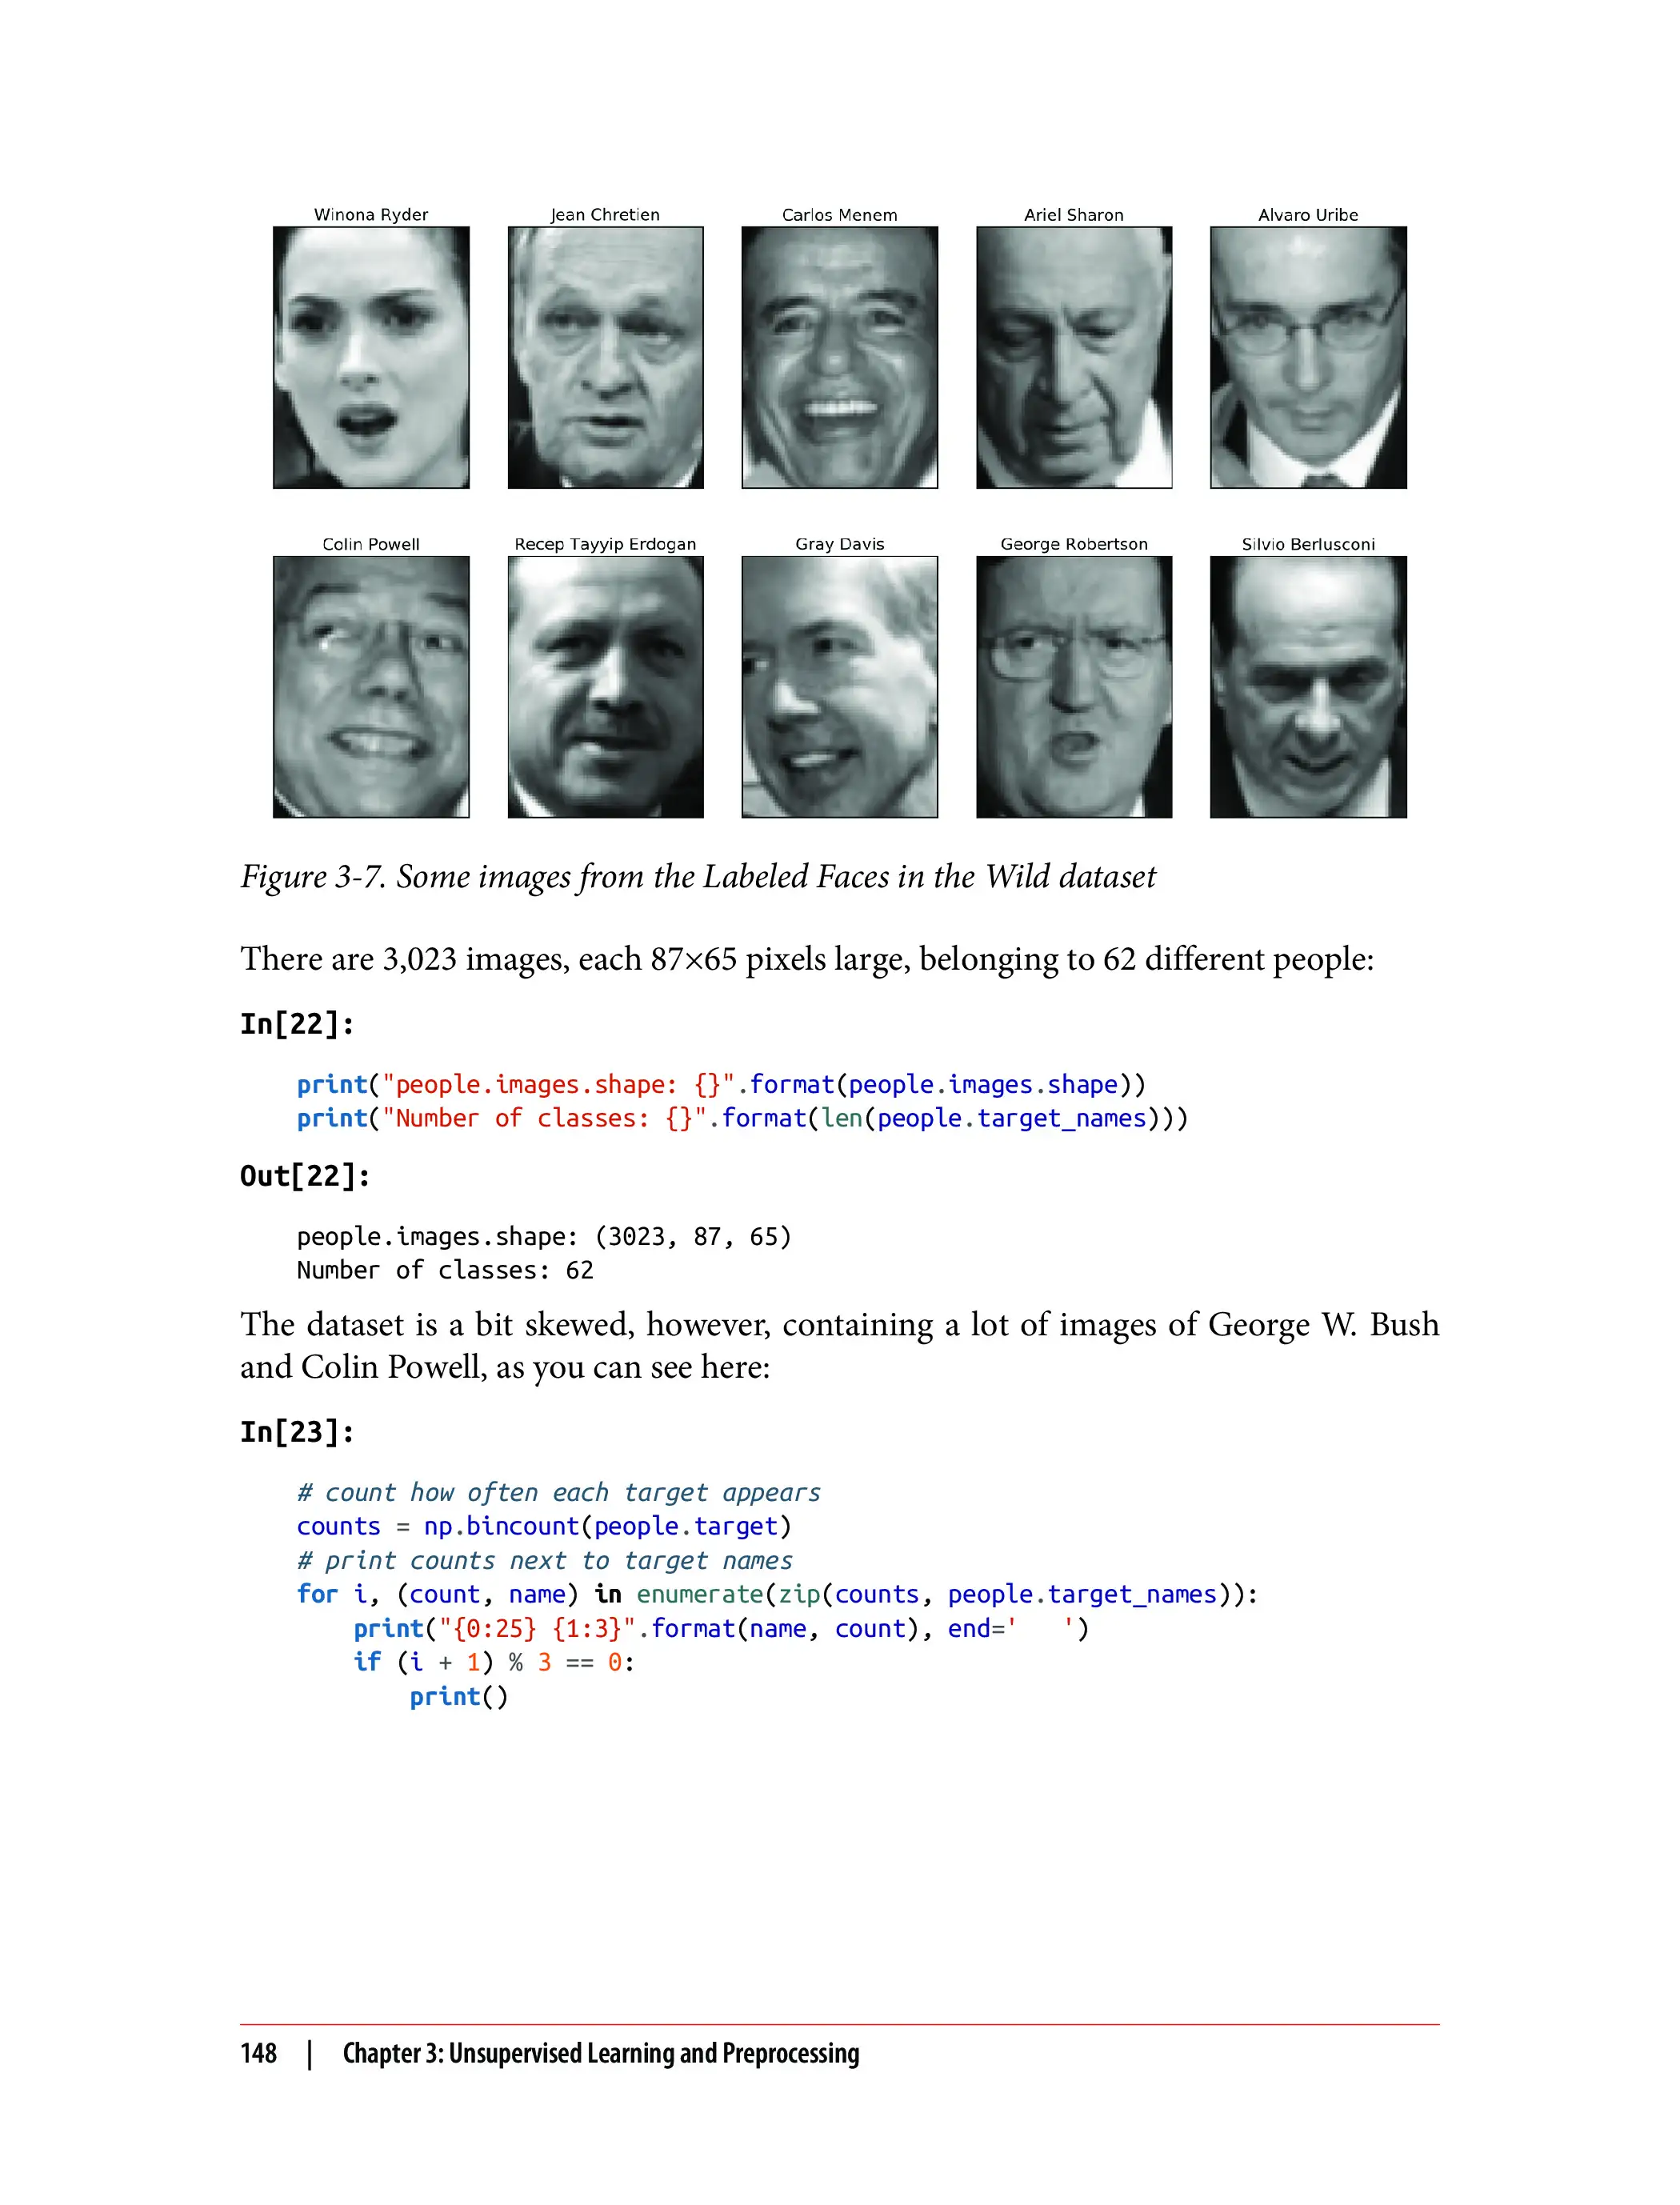 Winona Ryder Jean Chretien Carlos Menem Ariel Sharon Alvaro Uribe
Colin Powell Recep Tayyip Erdogan Gray Davis George Robertson Silvio Berlusconi
Figure 3-7. Some images from the Labeled Faces in the Wild dataset
There are 3,023 images, each 87×65 pixels large, belonging to 62 different people:
In[22]:
print("people.images.shape: {}".format(people.images.shape))
print("Number of classes: {}".format(len(people.target_names)))
Out[22]:
people.images.shape: (3023, 87, 65)
Number of classes: 62
The dataset is a bit skewed, however, containing a lot of images of George W. Bush
and Colin Powell, as you can see here:
In[23]:
# count how often each target appears
counts = np.bincount(people.target)
# print counts next to target names
for i, (count, name) in enumerate(zip(counts, people.target_names)):
    print("{0:25} {1:3}".format(name, count), end='   ')
    if (i + 1) % 3 == 0:
        print()
148 | Chapter 3: Unsupervised Learning and Preprocessing